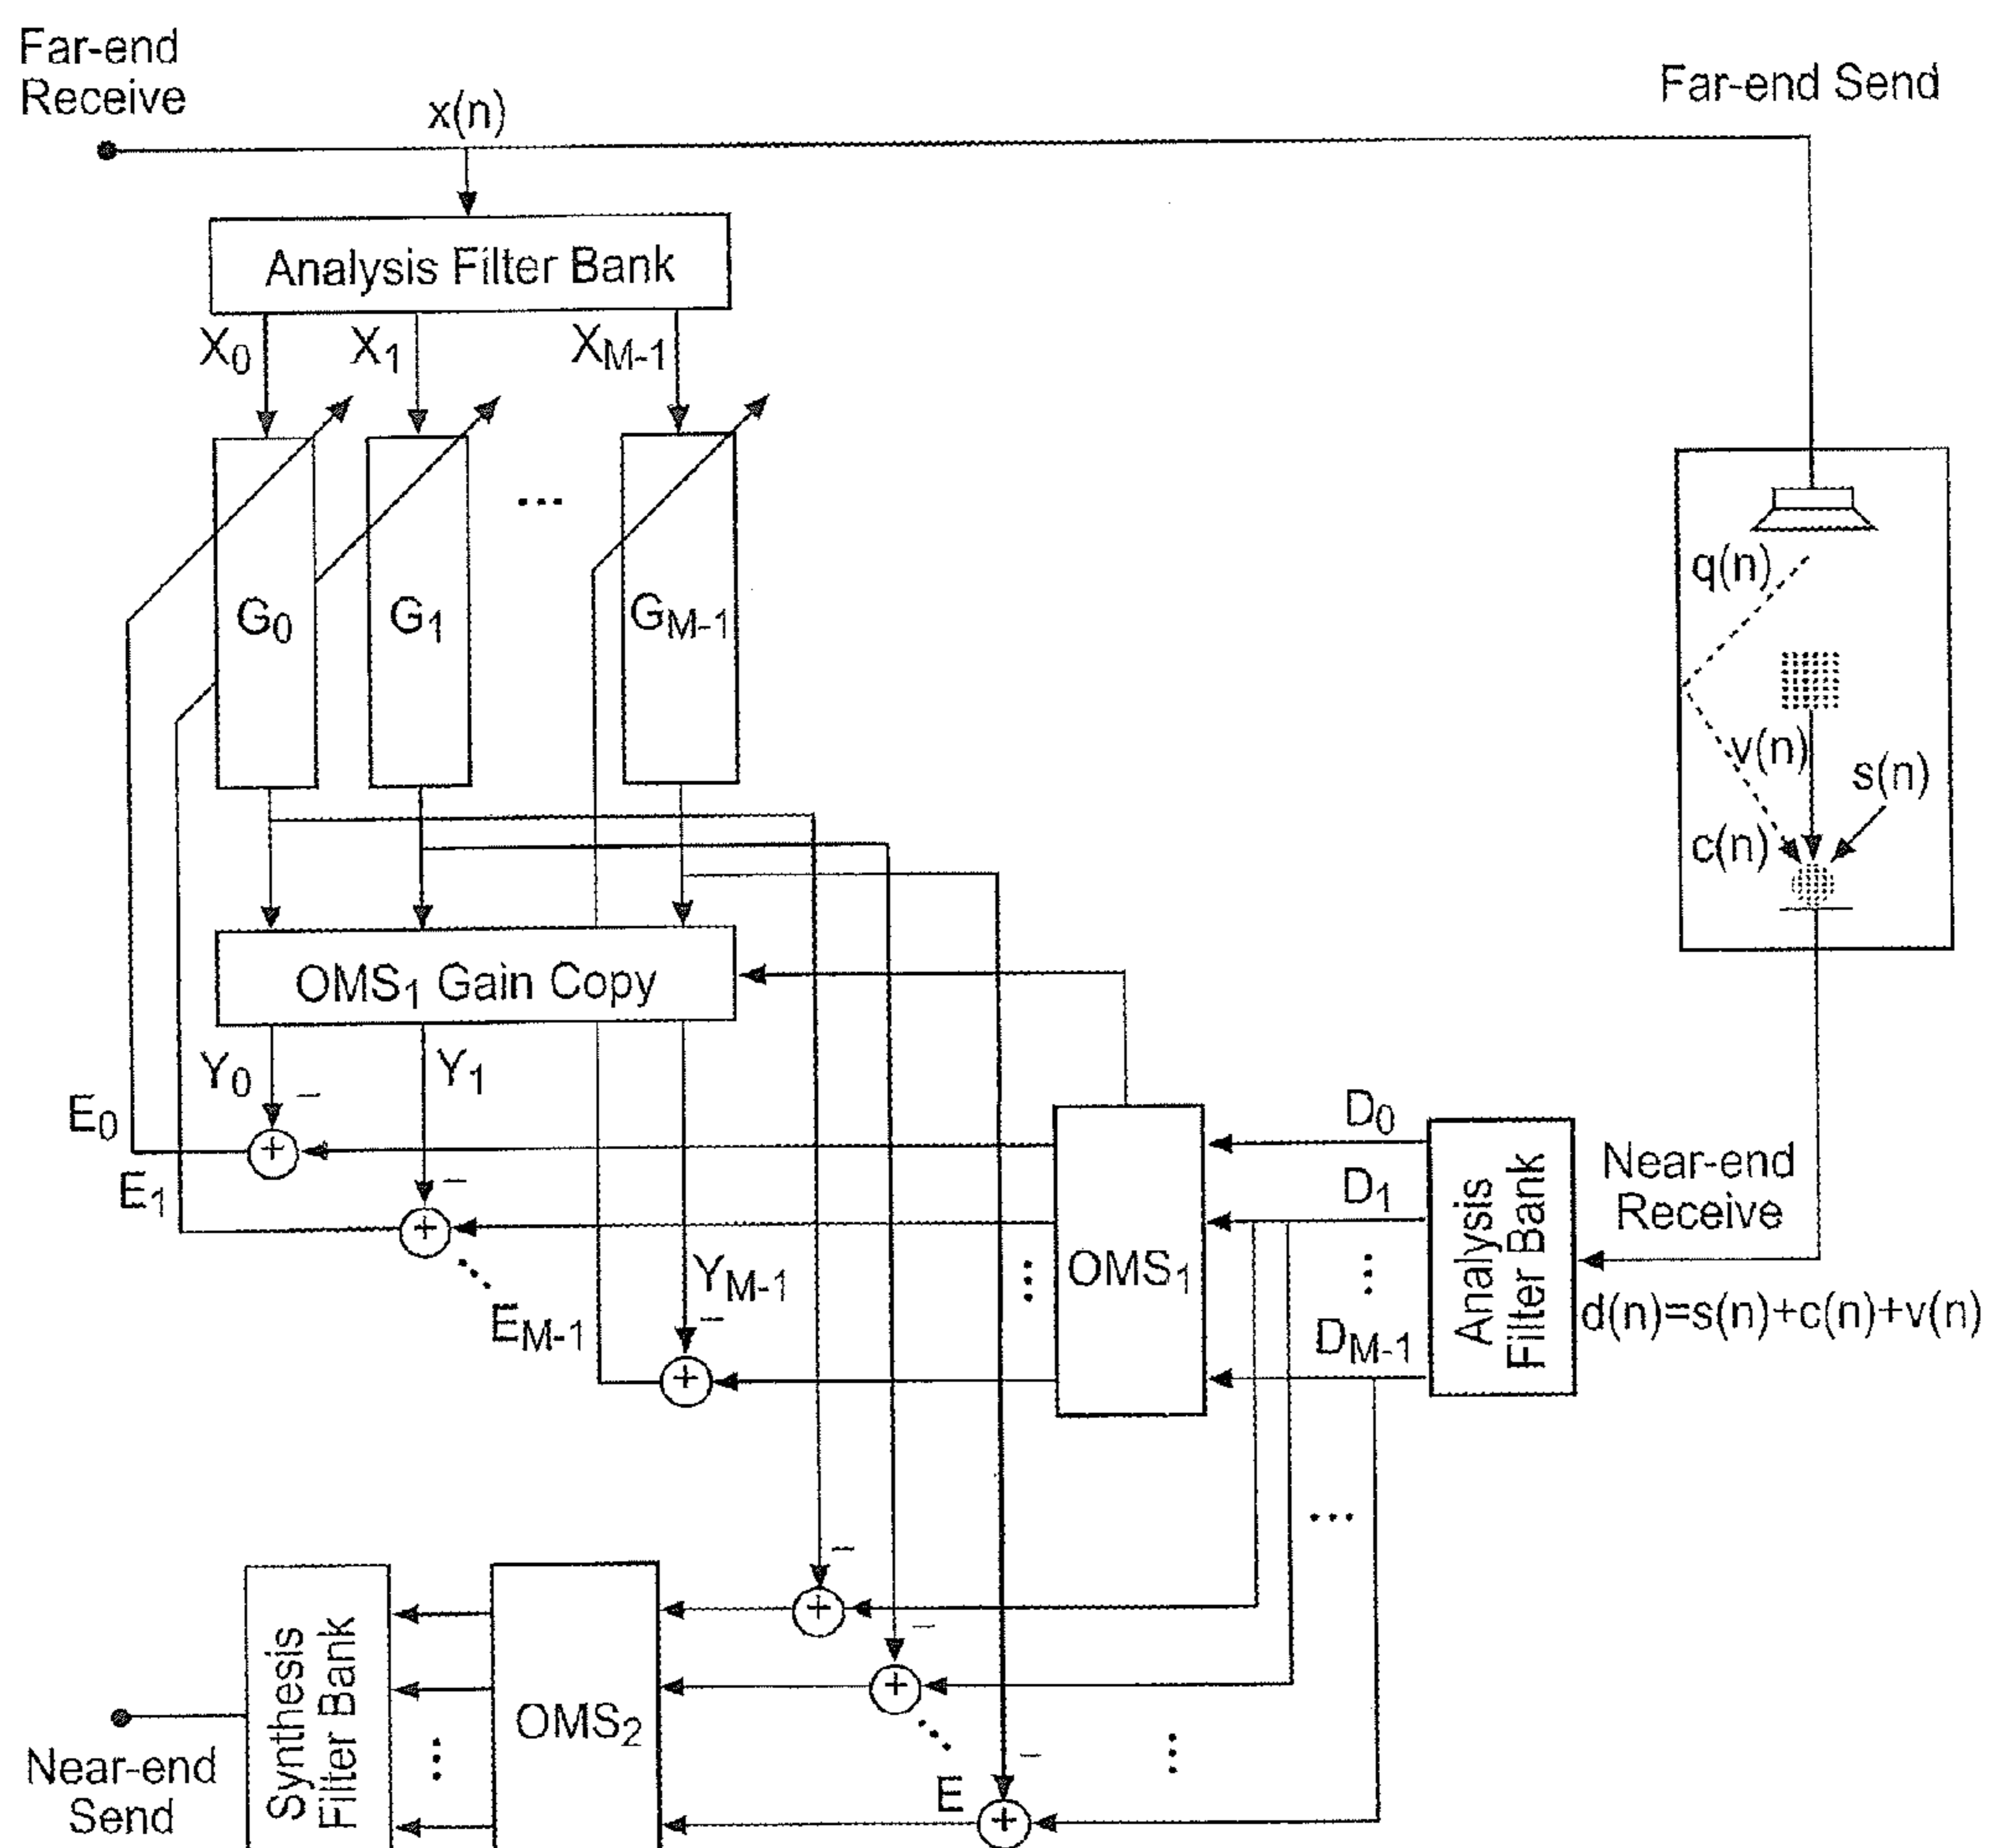 Far-end
Receive
x(n)
Far-end Send
Analysis Filter Bank
X0
X1
XM-1
G0
G1
...
GM-1
q(n)
v(n)
s(n)
c(n)
OMS1 Gain Copy
Y0
–
Y1
E0
+
E1
–
+
...
EM-1
YM-1
–
+
OMS1
D0
D1
DM-1
Analysis
Filter Bank
Near-end
Receive
d(n)=s(n)+c(n)+v(n)
...
–
+
–
+
...
–
E
+
OMS2
Synthesis
Filter Bank
Near-end
Send